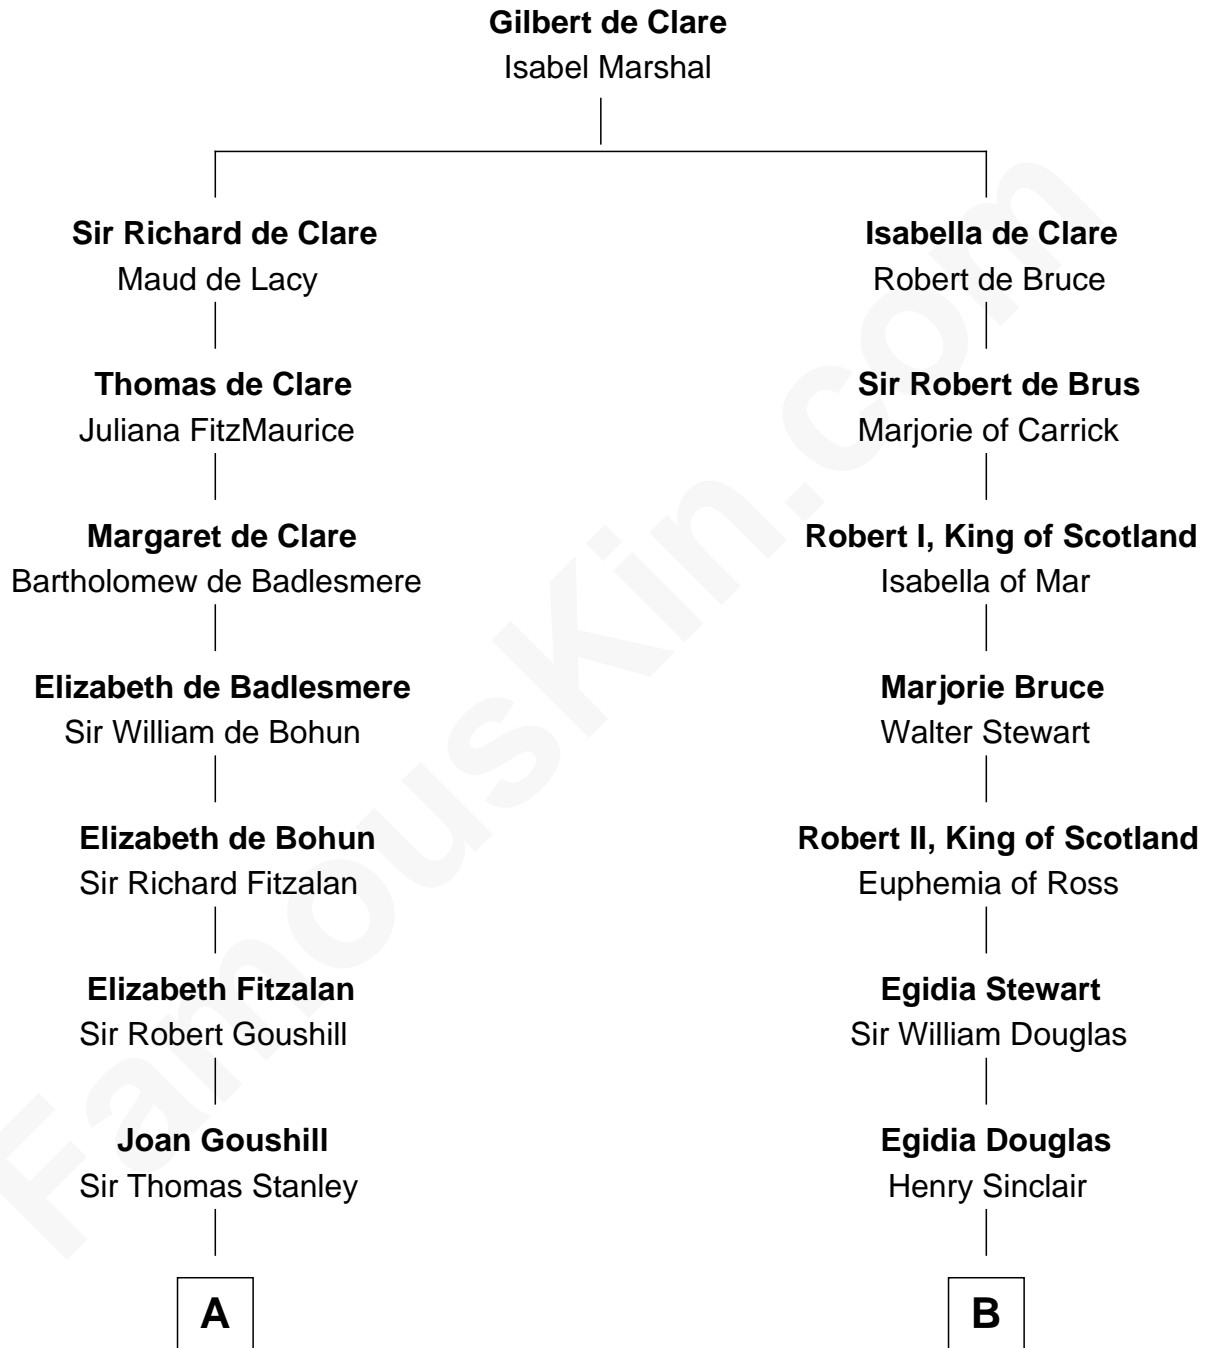 Gilbert de Clare
Isabel Marshal
Sir Richard de Clare
Maud de Lacy
Thomas de Clare
Juliana FitzMaurice
Margaret de Clare
Bartholomew de Badlesmere
Elizabeth de Badlesmere
Sir William de Bohun
Elizabeth de Bohun
Sir Richard Fitzalan
Elizabeth Fitzalan
Sir Robert Goushill
Joan Goushill
Sir Thomas Stanley
A
Isabella de Clare
Robert de Bruce
Sir Robert de Brus
Marjorie of Carrick
Robert I, King of Scotland
Isabella of Mar
Marjorie Bruce
Walter Stewart
Robert II, King of Scotland
Euphemia of Ross
Egidia Stewart
Sir William Douglas
Egidia Douglas
Henry Sinclair
B
FamousKin.com